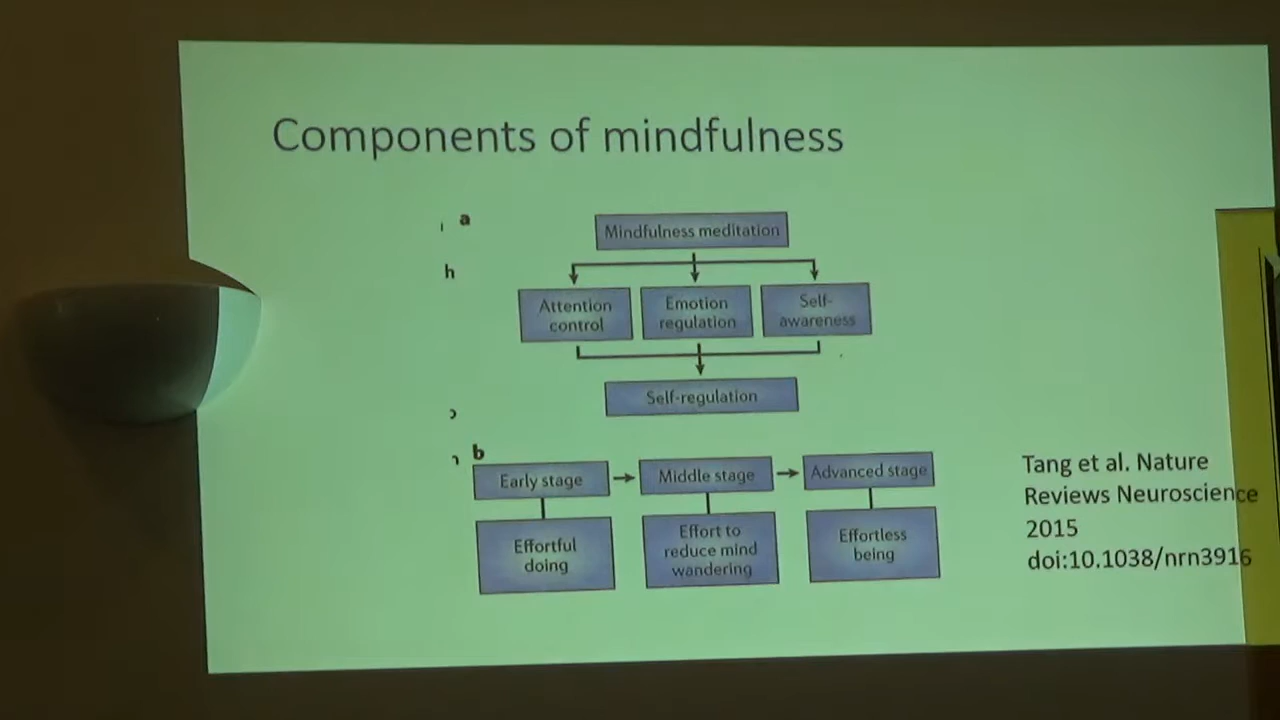 Components of mindfulness
a
Mindfulness meditation
h
Attention
control
Emotion
regulation
Self-
awareness
Self-regulation
b
Early stage
Middle stage
Advanced stage
Effortful
doing
Effort to
reduce mind
wandering
Effortless
being
Tang et al. Nature
Reviews Neuroscience
2015
doi:10.1038/nrn3916